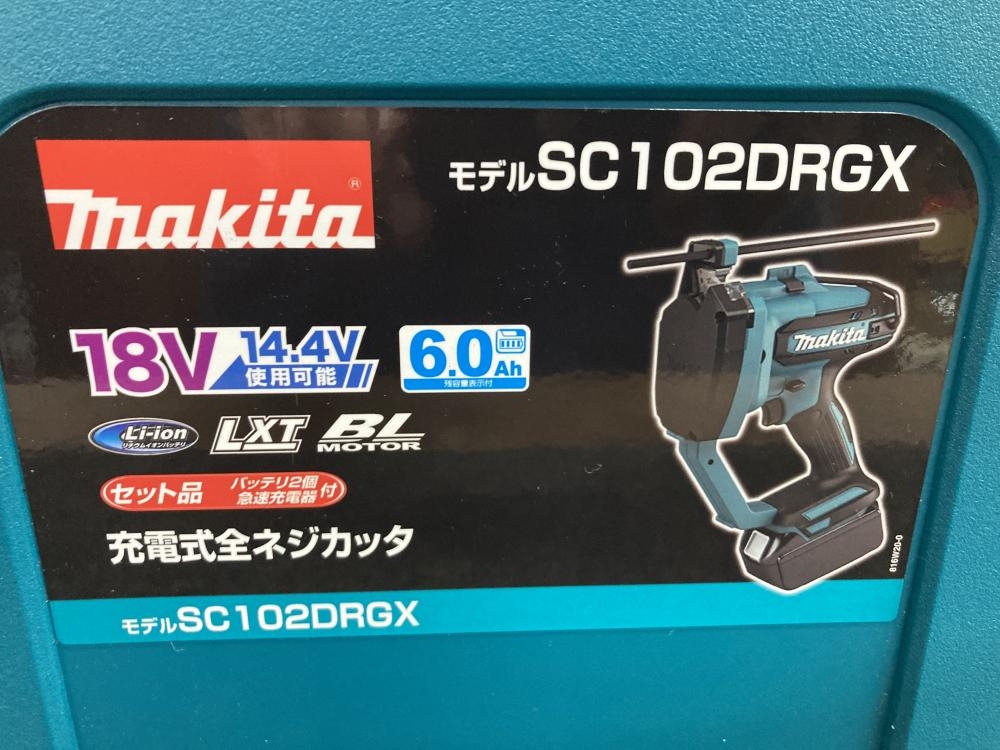 makita®
モデルSC102DRGX
makita
18V 14.4V
使用可能
6.0Ah
残容量表示付
Li-ion
リチウムイオンバッテリ
LXT
BL
MOTOR
セット品 バッテリ2個
急速充電器付
充電式全ネジカッタ
816W20-0
モデルSC102DRGX